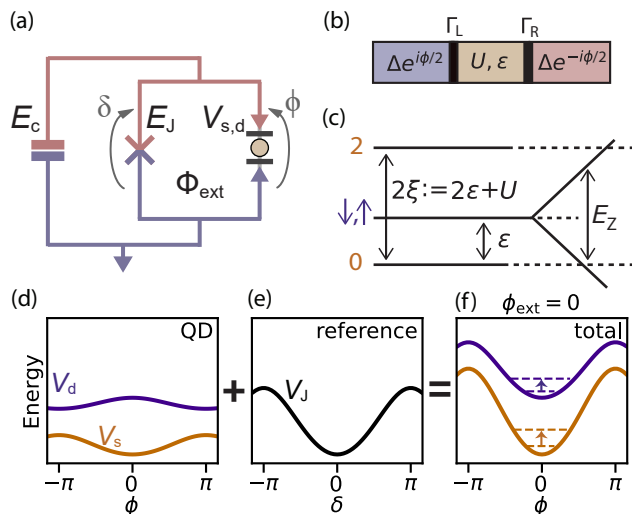 (a)
E_c
δ
E_J
V_{s,d}
ϕ
Φ_ext
(b)
Γ_L Γ_R
Δe^{iϕ/2} U, ε Δe^{-iϕ/2}
(c)
2
2ξ:=2ε+U
↓,↑
E_Z
ε
0
(d) (e) (f) ϕ_ext = 0
QD
reference
total
Energy
V_d
V_s
+
V_J
=
−π 0 π
ϕ
−π 0 π
δ
−π 0 π
ϕ